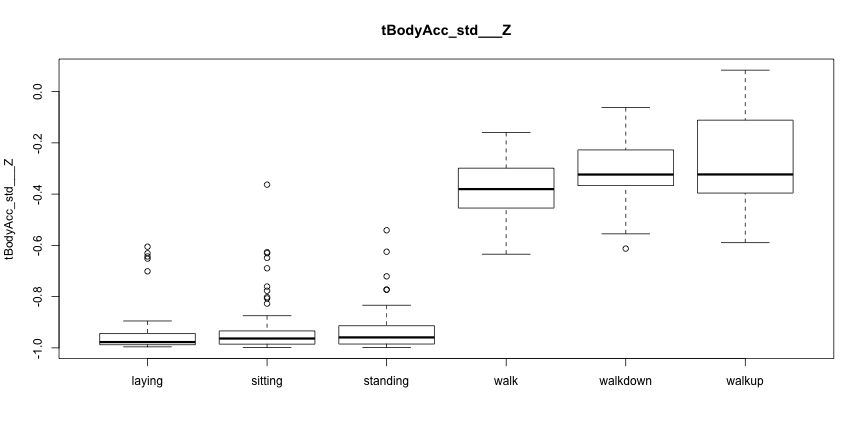 tBodyAcc_std___Z
tBodyAcc_std___Z
0.0
-0.2
-0.4
-0.6
-0.8
-1.0
laying sitting standing walk walkdown walkup